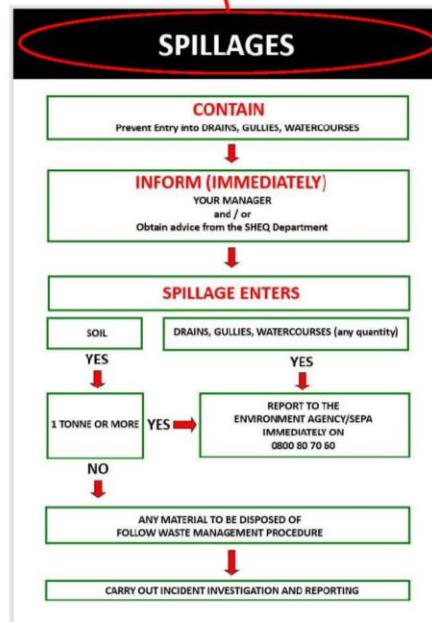 SPILLAGES
CONTAIN
Prevent Entry into DRAINS, GULLIES, WATERCOURSES
INFORM (IMMEDIATELY)
YOUR MANAGER
and / or
Obtain advice from the SHEQ Department
SPILLAGE ENTERS
SOIL
DRAINS, GULLIES, WATERCOURSES (any quantity)
YES
YES
1 TONNE OR MORE
YES
REPORT TO THE
ENVIRONMENT AGENCY/SEPA
IMMEDIATELY ON
0800 80 70 60
NO
ANY MATERIAL TO BE DISPOSED OF
FOLLOW WASTE MANAGEMENT PROCEDURE
CARRY OUT INCIDENT INVESTIGATION AND REPORTING